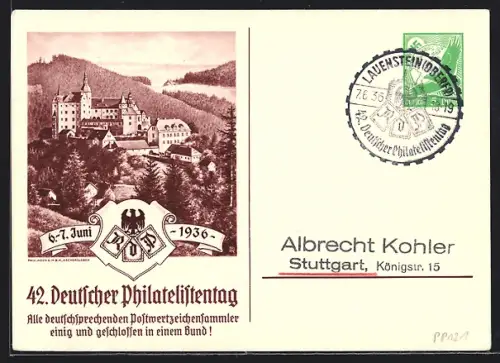 6.-7. Juni
-1936-
R d P
42. Deutscher Philatelistentag
Alle deutschsprechenden Postwertzeichensammler
einig und geschlossen in einem Bund!
LAUENSTEIN (OBERFR)
7.6.36
42. Deutscher Philatelistentag
Albrecht Kohler
Stuttgart, Königstr. 15